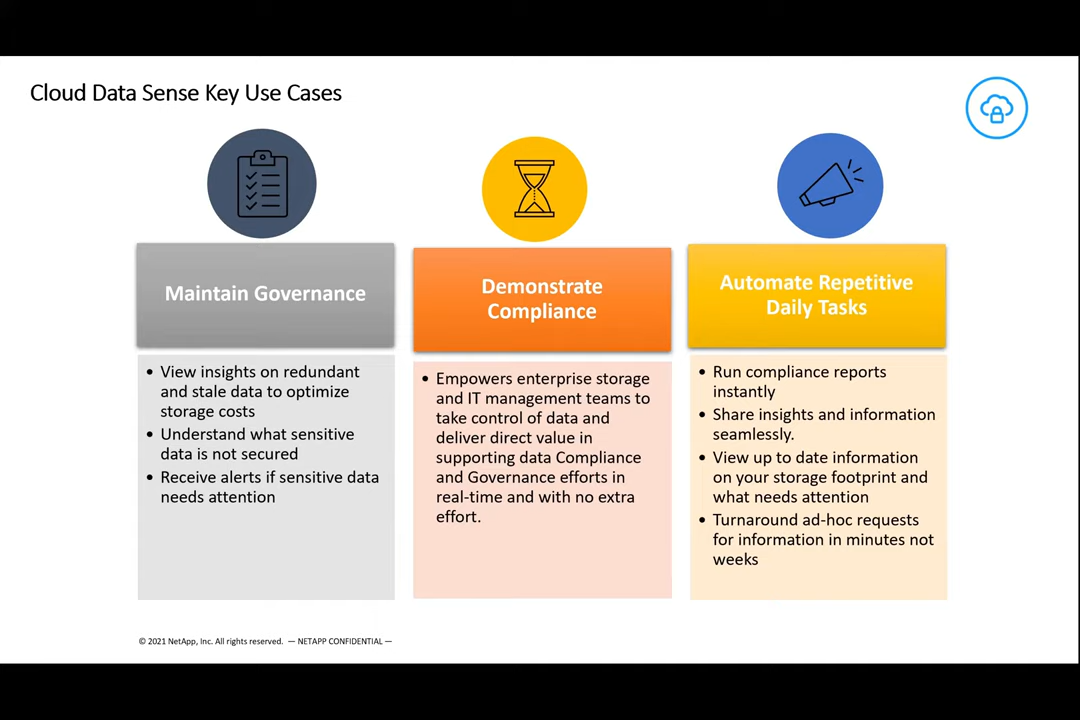 Cloud Data Sense Key Use Cases
Maintain Governance
• View insights on redundant
and stale data to optimize
storage costs
• Understand what sensitive
data is not secured
• Receive alerts if sensitive data
needs attention
Demonstrate
Compliance
• Empowers enterprise storage
and IT management teams to
take control of data and
deliver direct value in
supporting data Compliance
and Governance efforts in
real-time and with no extra
effort.
Automate Repetitive
Daily Tasks
• Run compliance reports
instantly
• Share insights and information
seamlessly.
• View up to date information
on your storage footprint and
what needs attention
• Turnaround ad-hoc requests
for information in minutes not
weeks
© 2021 NetApp, Inc. All rights reserved. — NETAPP CONFIDENTIAL —